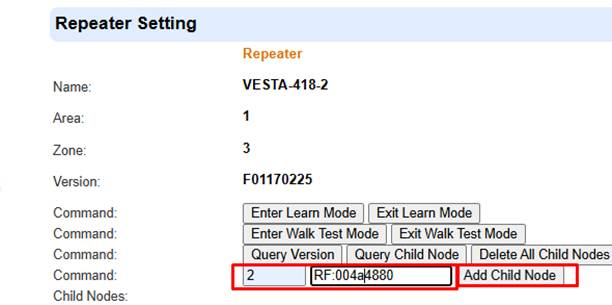 Repeater Setting
Repeater
Name: VESTA-418-2
Area: 1
Zone: 3
Version: F01170225
Command: Enter Learn Mode Exit Learn Mode
Command: Enter Walk Test Mode Exit Walk Test Mode
Command: Query Version Query Child Node Delete All Child Nodes
Command: 2 RF:004a4880 Add Child Node
Child Nodes: